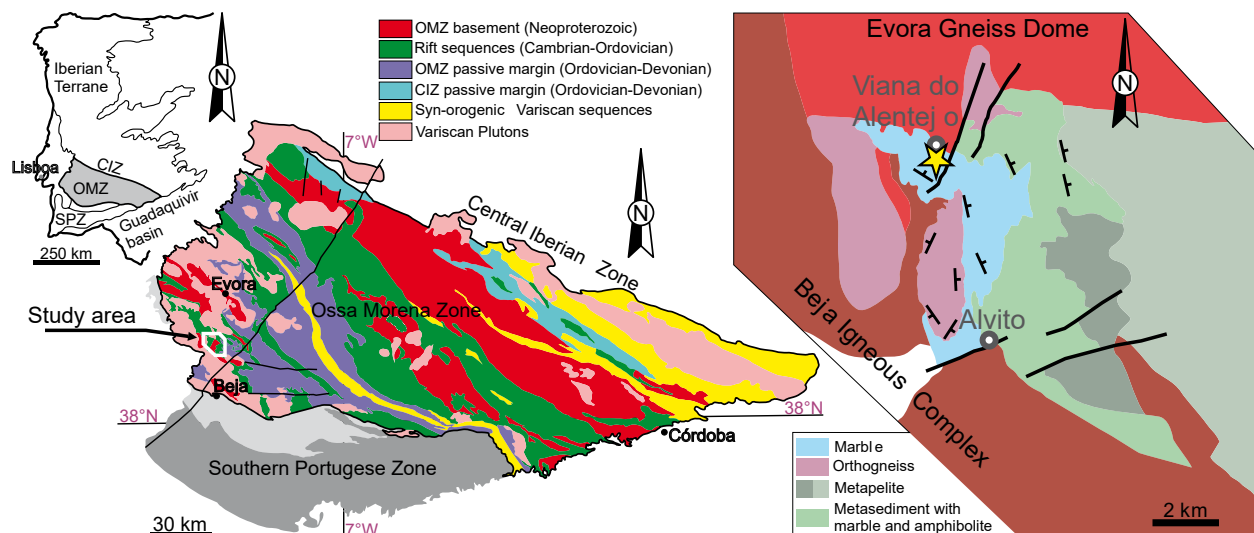 Iberian
Terrane
Lisboa
CIZ
OMZ
SPZ
Guadaquivir
basin
250 km
N
OMZ basement (Neoproterozoic)
Rift sequences (Cambrian-Ordovician)
OMZ passive margin (Ordovician-Devonian)
CIZ passive margin (Ordovician-Devonian)
Syn-orogenic Variscan sequences
Variscan Plutons
7°W
N
Central Iberian Zone
Evora
Ossa Morena Zone
Study area
Beja
38°N
38°N
Córdoba
Southern Portugese Zone
30 km
7°W
Evora Gneiss Dome
N
Viana do
Alentej o
Beja Igneous
Complex
Alvito
Marble
Orthogneiss
Metapelite
Metasediment with
marble and amphibolite
2 km